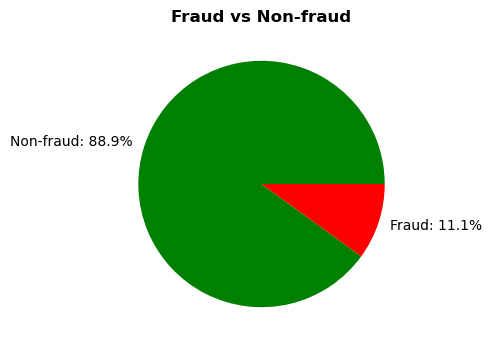 Fraud vs Non-fraud
Non-fraud: 88.9%
Fraud: 11.1%